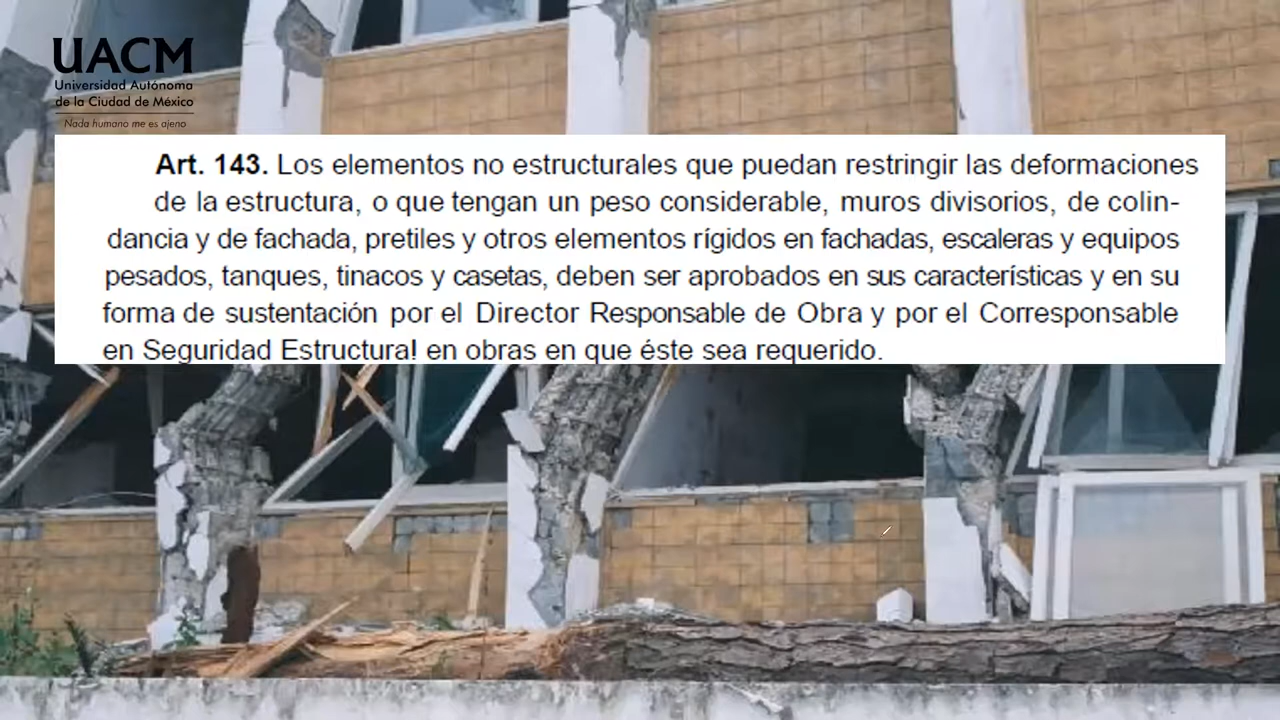 UACM
Universidad Autónoma
de la Ciudad de México
Nada humano me es ajeno
Art. 143. Los elementos no estructurales que puedan restringir las deformaciones
de la estructura, o que tengan un peso considerable, muros divisorios, de colin-
dancia y de fachada, pretiles y otros elementos rígidos en fachadas, escaleras y equipos
pesados, tanques, tinacos y casetas, deben ser aprobados en sus características y en su
forma de sustentación por el Director Responsable de Obra y por el Corresponsable
en Seguridad Estructural en obras en que éste sea requerido.